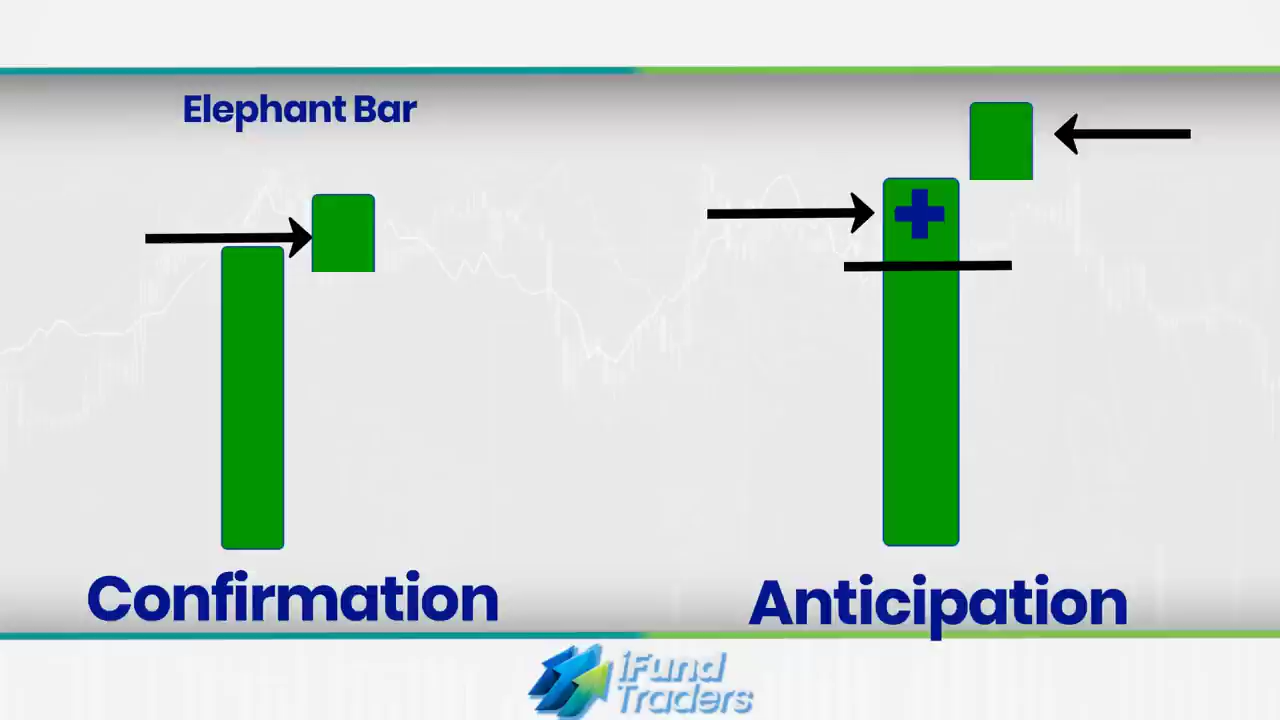 Elephant Bar
Confirmation
Anticipation
iFund
Traders